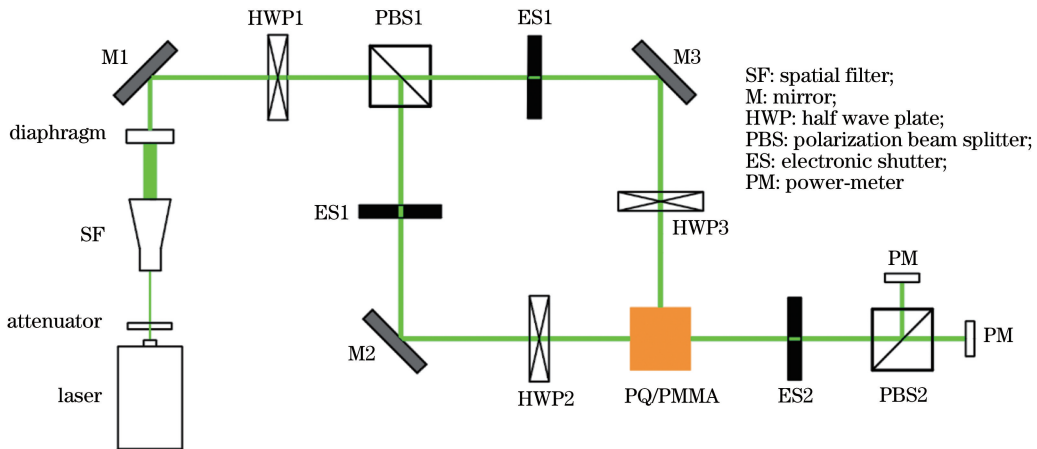 HWP1
PBS1
ES1
M1
M3
SF: spatial filter;
M: mirror;
HWP: half wave plate;
PBS: polarization beam splitter;
ES: electronic shutter;
PM: power-meter
diaphragm
ES1
HWP3
SF
PM
attenuator
PM
M2
laser
HWP2
PQ/PMMA
ES2
PBS2